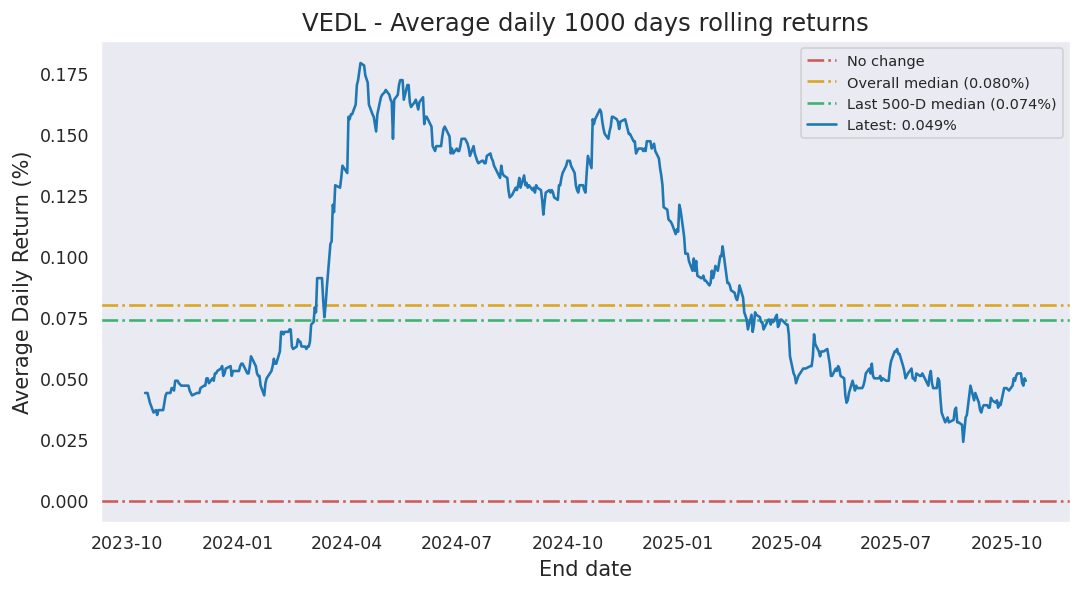 VEDL - Average daily 1000 days rolling returns
No change
Overall median (0.080%)
Last 500-D median (0.074%)
Latest: 0.049%
Average Daily Return (%)
0.175
0.150
0.125
0.100
0.075
0.050
0.025
0.000
2023-10 2024-01 2024-04 2024-07 2024-10 2025-01 2025-04 2025-07 2025-10
End date